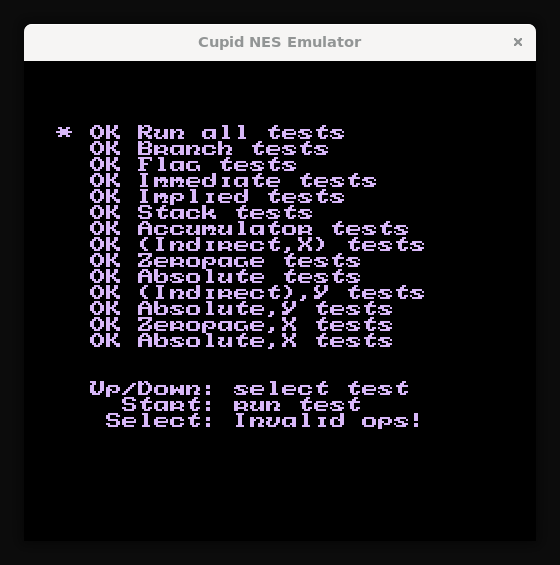 Cupid NES Emulator ×
* OK Run all tests
OK Branch tests
OK Flag tests
OK Immediate tests
OK Implied tests
OK Stack tests
OK Accumulator tests
OK (Indirect,X) tests
OK Zeropage tests
OK Absolute tests
OK (Indirect),Y tests
OK Absolute,Y tests
OK Zeropage,X tests
OK Absolute,X tests
Up/Down: select test
Start: run test
Select: Invalid ops!